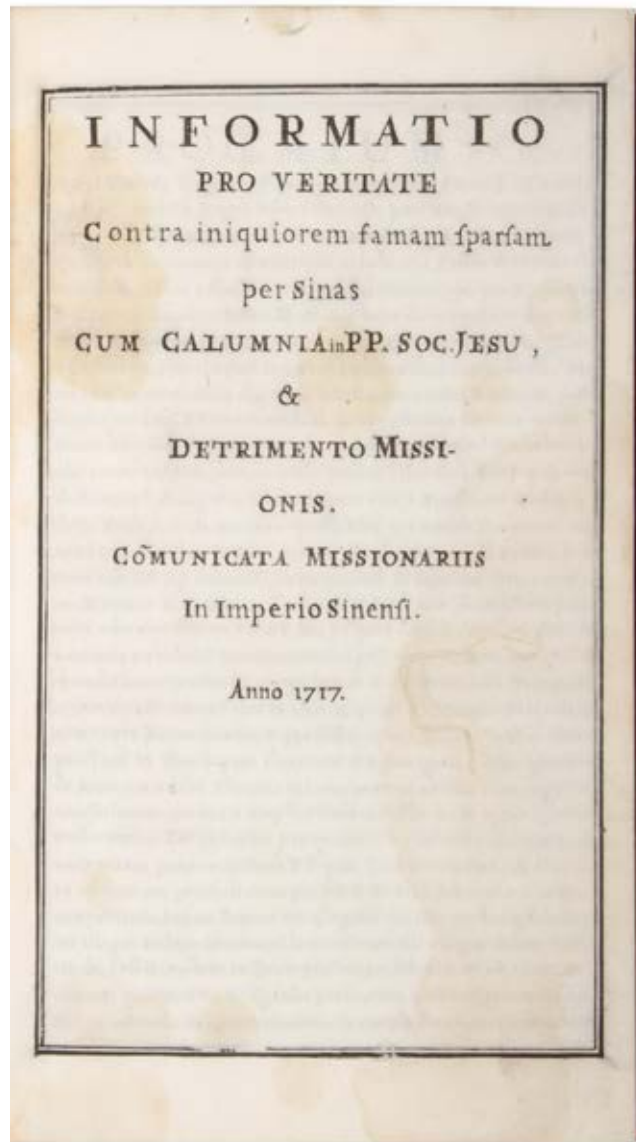 INFORMATIO
PRO VERITATE
Contra iniquiorem famam ſparſam
per Sinas
CUM CALUMNIA in PP. SOC. JESU ,
&
DETRIMENTO MISSI-
ONIS.
CO͂MUNICATA MISSIONARIIS
In Imperio Sinenſi.
Anno 1717.